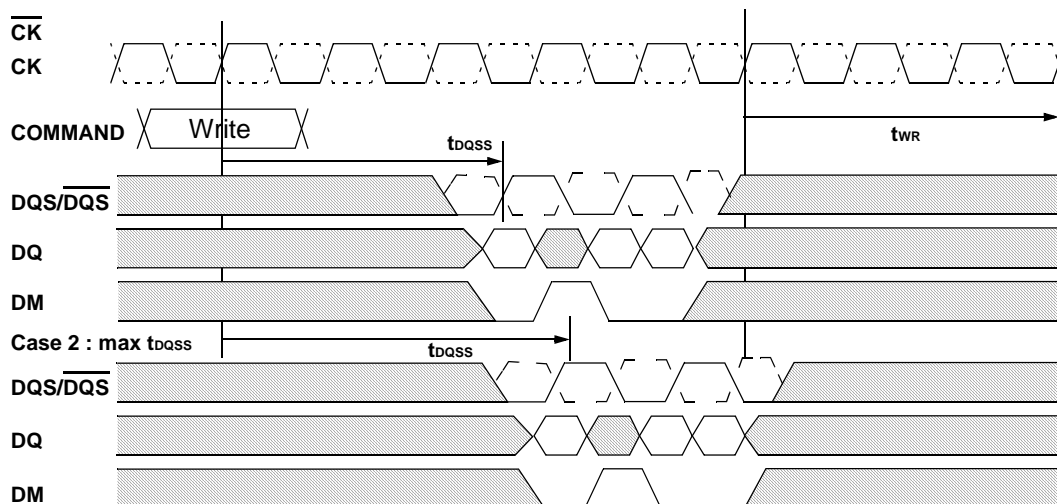 CK
CK
COMMAND Write tWR
tDQSS
DQS/DQS
DQ
DM
Case 2 : max tDQSS tDQSS
DQS/DQS
DQ
DM